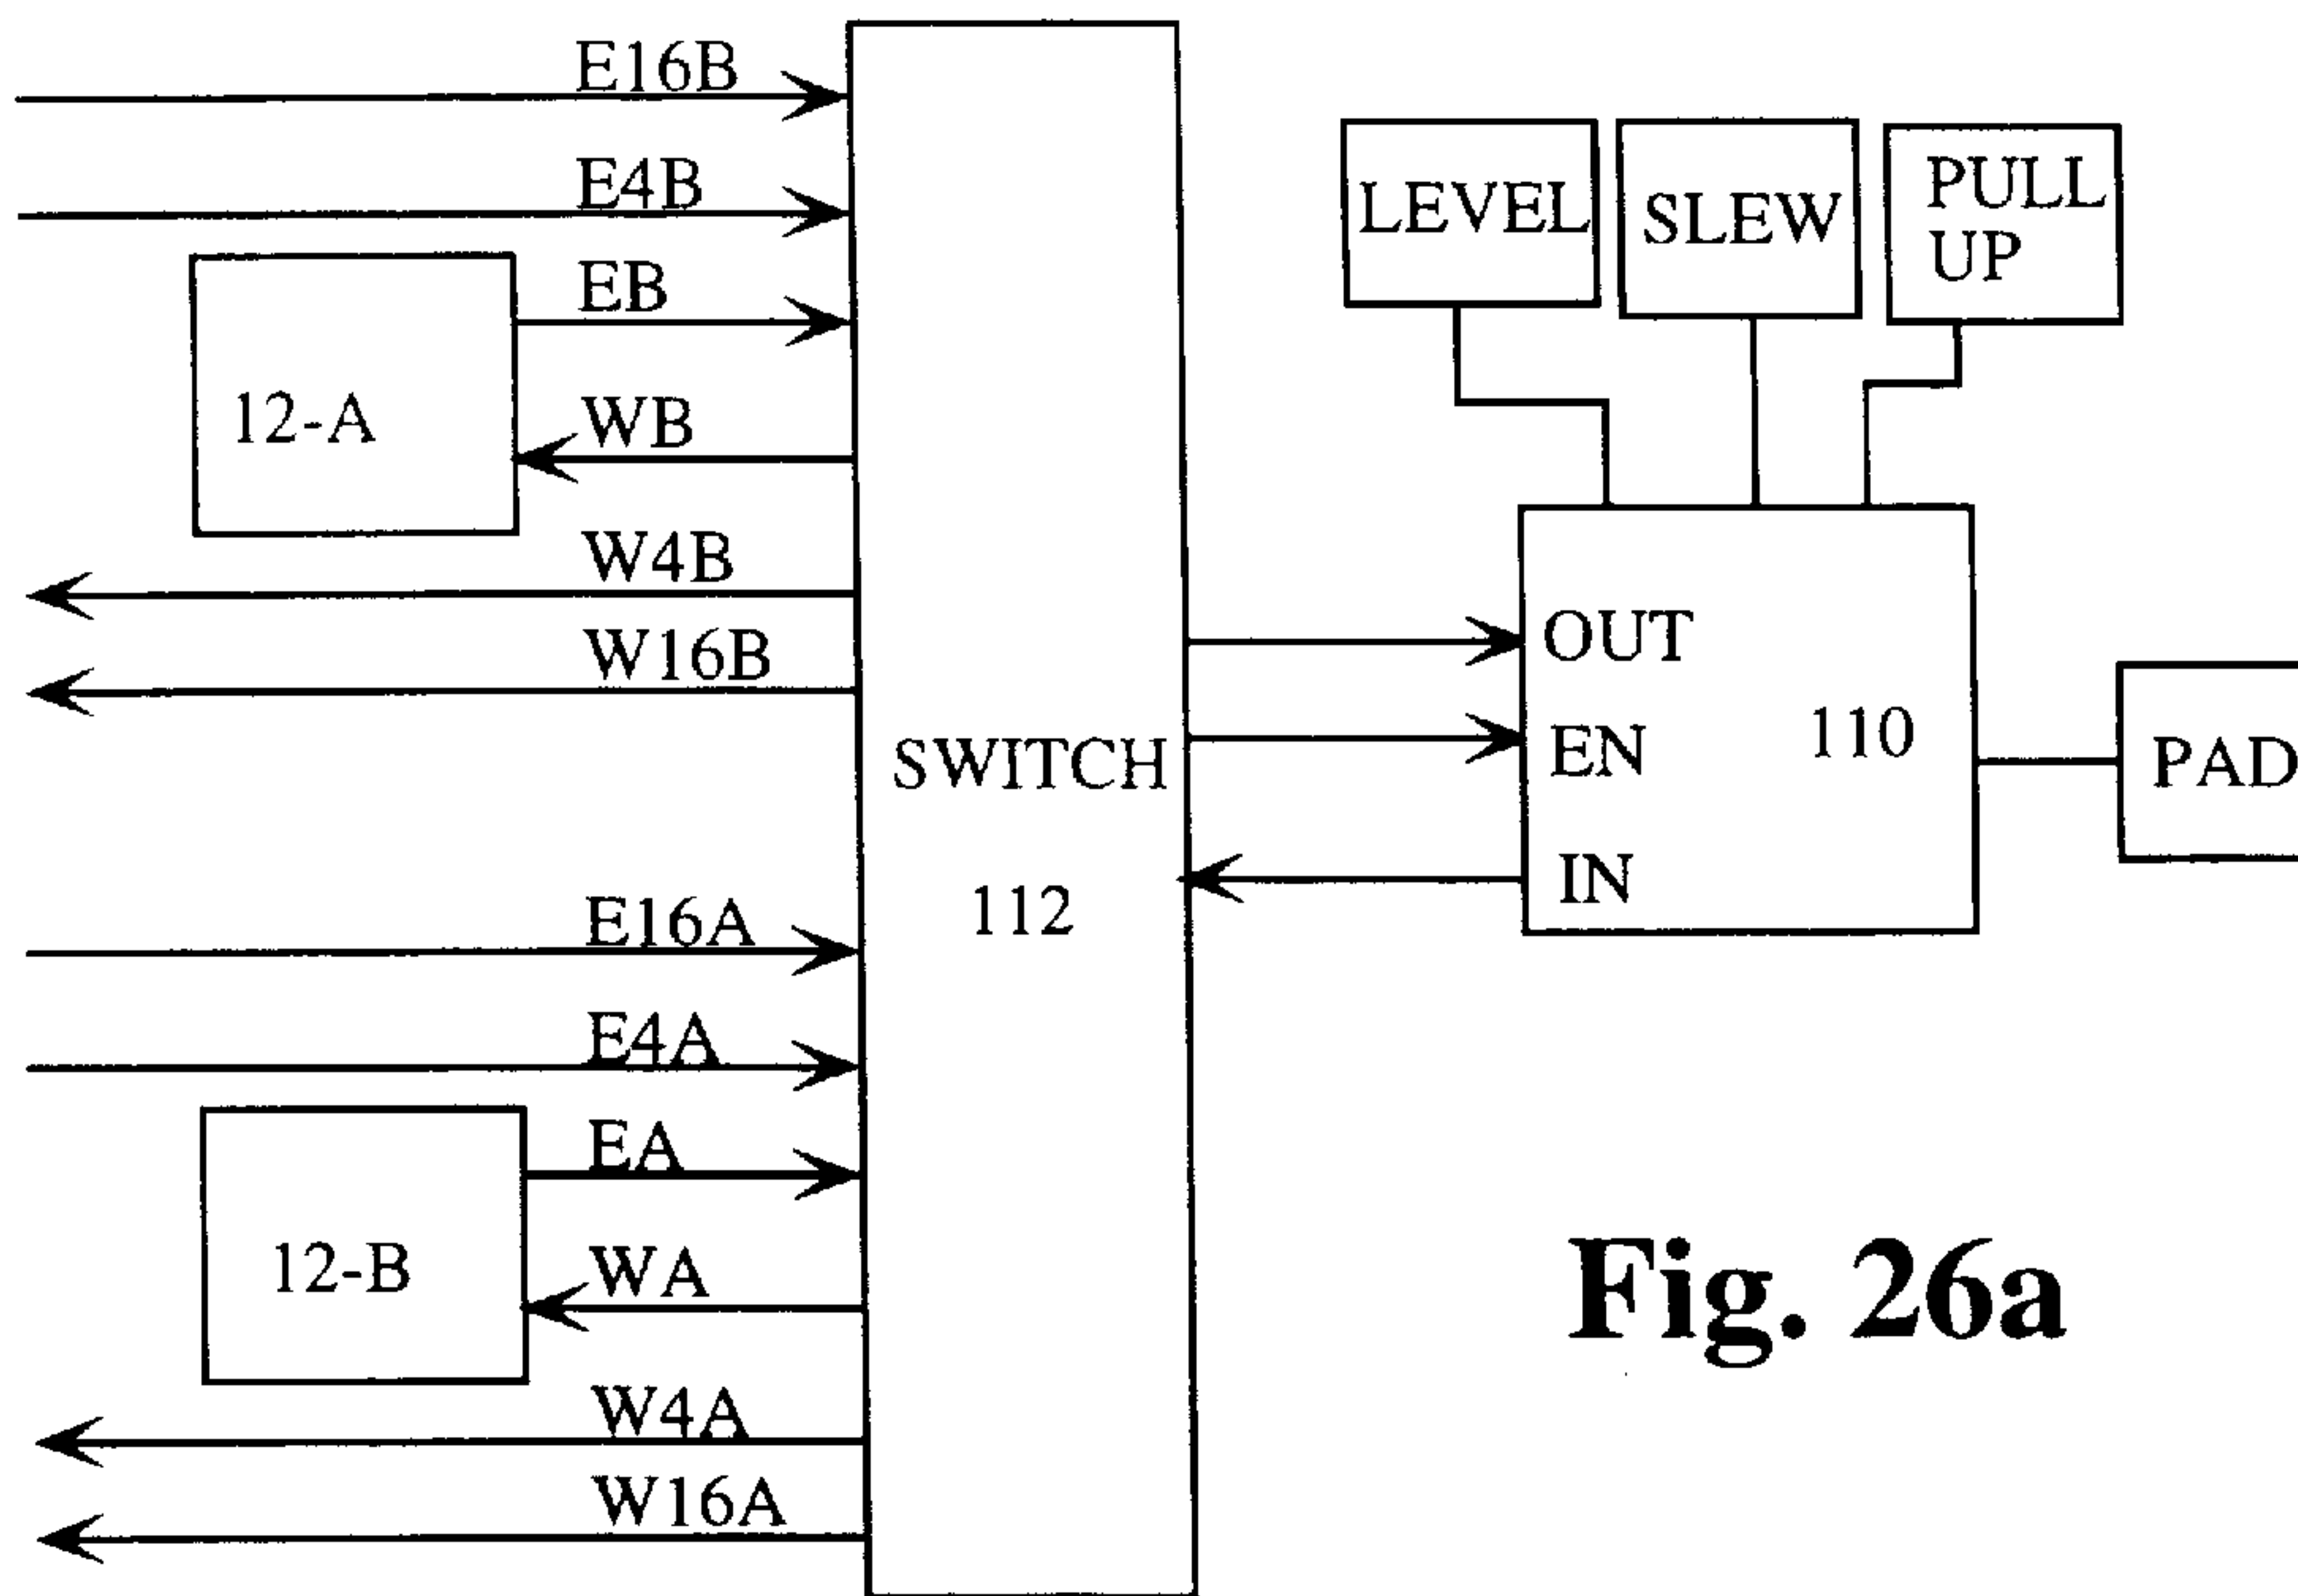 E16B
E4B
EB
12-A
WB
W4B
W16B
E16A
E4A
EA
12-B
WA
W4A
W16A
SWITCH
112
LEVEL
SLEW
PULL
UP
OUT
EN
110
IN
PAD
Fig. 26a